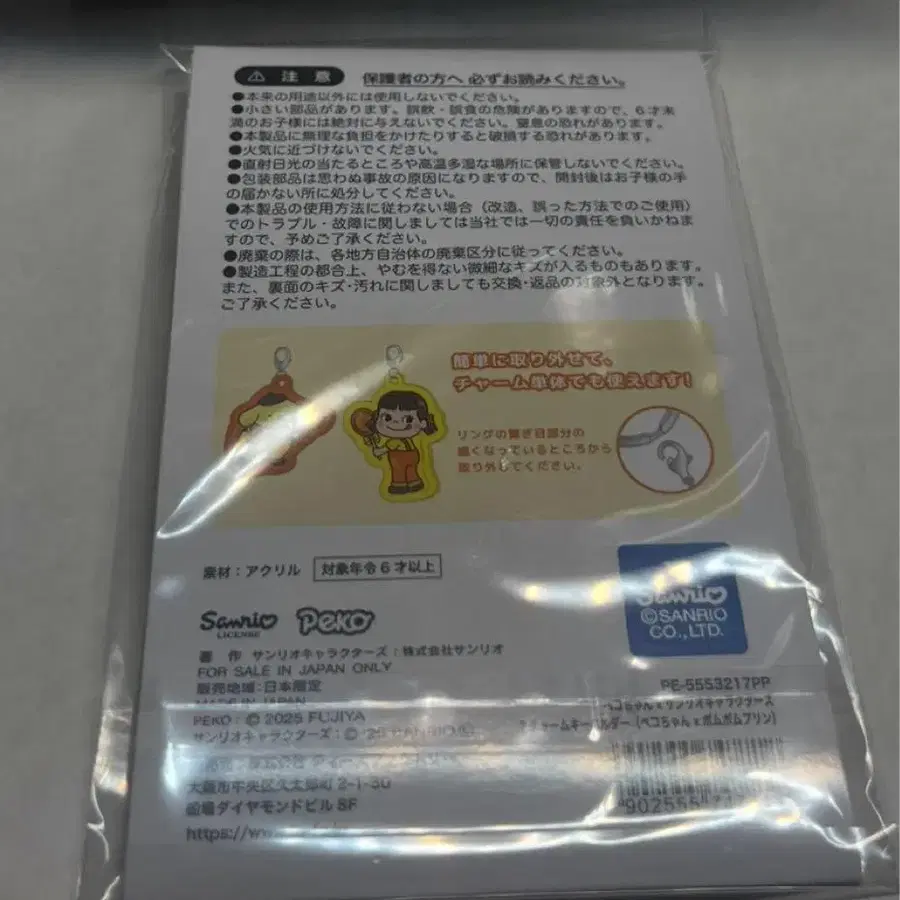 ⚠ 注意 保護者の方へ 必ずお読みください。
●本来の用途以外には使用しないでください。
●小さい部品があります。誤飲・誤食の危険がありますので、6才未
満のお子様には絶対に与えないでください。窒息の恐れがあります。
●本製品に無理な負担をかけたりすると破損する恐れがあります。
●火気に近づけないでください。
●直射日光の当たるところや高温多湿な場所に保管しないでください。
●包装部品は思わぬ事故の原因になりますので、開封後はお子様の手
の届かない所に処分してください。
●本製品の使用方法に従わない場合（改造、誤った方法でのご使用）
でのトラブル・故障に関しましては当社では一切の責任を負いかねま
すので、予めご了承ください。
●廃棄の際は、各地方自治体の廃棄区分に従ってください。
●製造工程の都合上、やむを得ない微細なキズが入るものもあります。
また、裏面のキズ・汚れに関しましても交換・返品の対象外となります。
ご了承ください。
簡単に取り外せて、
チャーム単体でも使えます!
リングの繋ぎ目部分の
細くなっているところから
取り外してください。
素材：アクリル 対象年令6才以上
Sanrio
LICENSE
PeKo
Sanrio
©SANRIO
CO.,LTD.
著 作 サンリオキャラクターズ：株式会社サンリオ
FOR SALE IN JAPAN ONLY
販売地域：日本限定
MADE IN JAPAN
PEKO：© 2025 FUJIYA
サンリオキャラクターズ：© '25 SANRIO
PE-5553217PP
ペコちゃん x サンリオキャラクターズ
チャームキーホルダー（ペコちゃん x ポムポムプリン）
大阪市中央区久太郎町 2-1-30
船場ダイヤモンドビル 8F
https://www.
902555